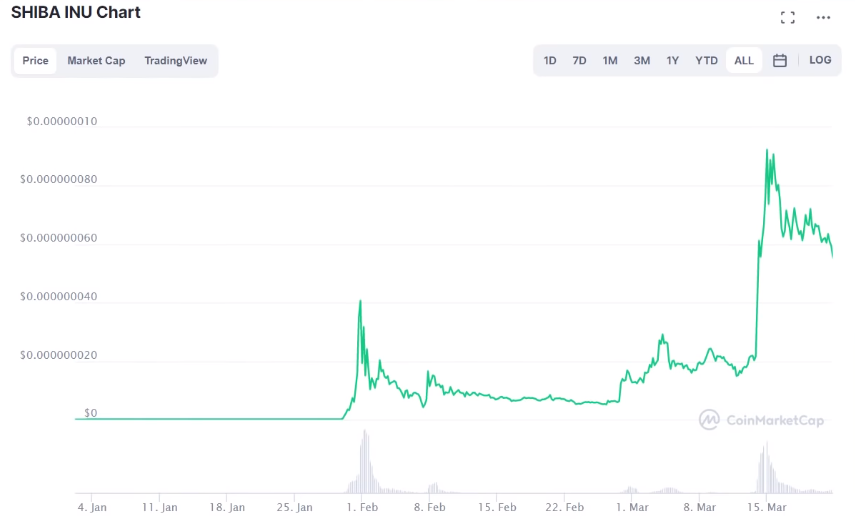 SHIBA INU Chart
Price Market Cap TradingView 1D 7D 1M 3M 1Y YTD ALL LOG
$0.00000010
$0.000000080
$0.000000060
$0.000000040
$0.000000020
$0
CoinMarketCap
4. Jan 11. Jan 18. Jan 25. Jan 1. Feb 8. Feb 15. Feb 22. Feb 1. Mar 8. Mar 15. Mar